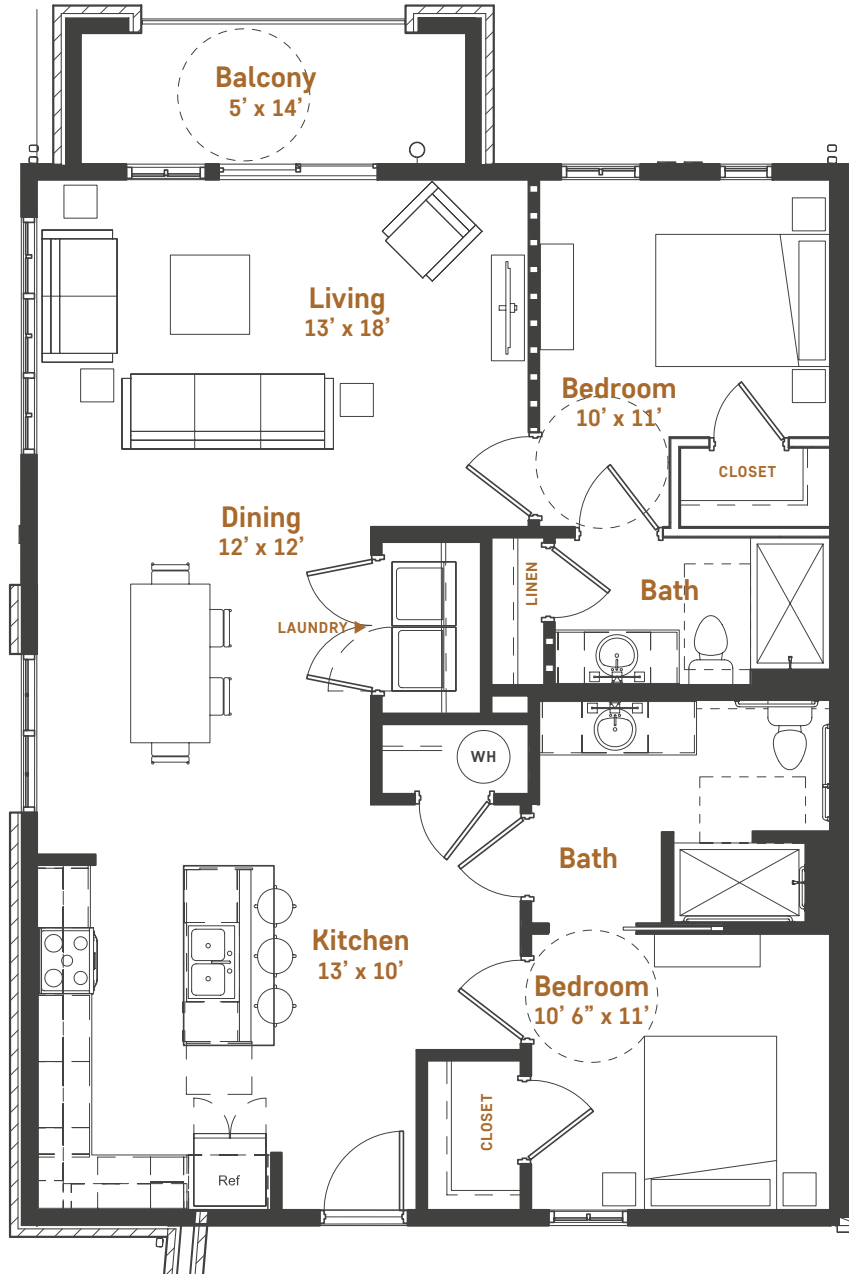 Balcony
5’ x 14’
Living
13’ x 18’
Bedroom
10’ x 11’
CLOSET
Dining
12’ x 12’
LINEN
Bath
LAUNDRY
WH
Bath
Kitchen
13’ x 10’
Bedroom
10’ 6” x 11’
CLOSET
Ref